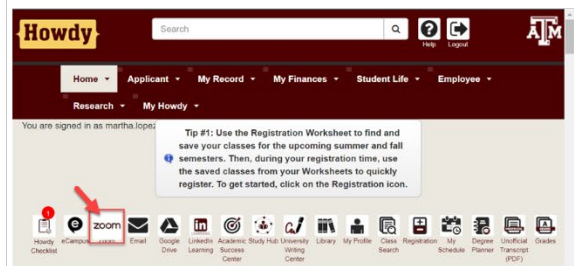 Howdy
Search
Help Logout
ĀM
Home Applicant My Record My Finances Student Life Employee
Research My Howdy
You are signed in as martha.lopez
Tip #1: Use the Registration Worksheet to find and
save your classes for the upcoming summer and fall
semesters. Then, during your registration time, use
the saved classes from your Worksheets to quickly
register. To get started, click on the Registration icon.
1
zoom
Howdy Checklist
eCampus
Zoom
Email
Google Drive
LinkedIn Learning
Academic Success Center
Study Hub
University Writing Center
Library
My Profile
Class Search
Registration
My Schedule
Degree Planner
Unofficial Transcript (PDF)
Grades